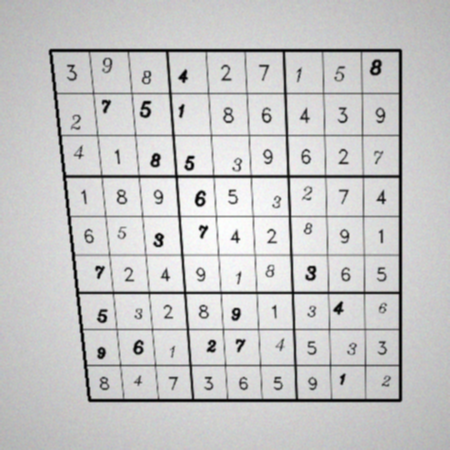 3 9 8 4 2 7 1 5 8
2 7 5 1 8 6 4 3 9
4 1 8 5 3 9 6 2 7
1 8 9 6 5 3 2 7 4
6 5 3 7 4 2 8 9 1
7 2 4 9 1 8 3 6 5
5 3 2 8 9 1 3 4 6
9 6 1 2 7 4 5 3 3
8 4 7 3 6 5 9 1 2